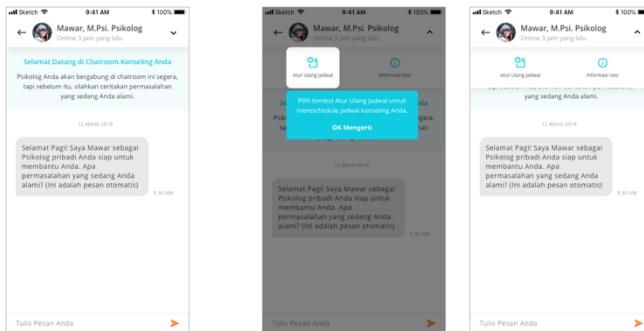 Sketch 9:41 AM 100%
Mawar, M.Psi. Psikolog
Online 3 jam yang lalu
Selamat Datang di Chatroom Konseling Anda
Psikolog Anda akan bergabung di chatroom ini segera,
tapi sebelum itu, silahkan ceritakan permasalahan
yang sedang Anda alami.
12 Maret 2018
Selamat Pagi! Saya Mawar sebagai
Psikolog pribadi Anda siap untuk
membantu Anda. Apa
permasalahan yang sedang Anda
alami? (Ini adalah pesan otomatis)
9.30 AM
Tulis Pesan Anda
Sketch 9:41 AM 100%
Mawar, M.Psi. Psikolog
Online 3 jam yang lalu
Atur Ulang Jadwal
Informasi Sesi
Pilih tombol Atur Ulang Jadwal untuk
mereschedule jadwal konseling Anda.
OK Mengerti
12 Maret 2018
Selamat Pagi! Saya Mawar sebagai
Psikolog pribadi Anda siap untuk
membantu Anda. Apa
permasalahan yang sedang Anda
alami? (Ini adalah pesan otomatis)
9.30 AM
Tulis Pesan Anda
Sketch 9:41 AM 100%
Mawar, M.Psi. Psikolog
Online 3 jam yang lalu
Atur Ulang Jadwal
Informasi Sesi
yang sedang Anda alami.
12 Maret 2018
Selamat Pagi! Saya Mawar sebagai
Psikolog pribadi Anda siap untuk
membantu Anda. Apa
permasalahan yang sedang Anda
alami? (Ini adalah pesan otomatis)
9.30 AM
Tulis Pesan Anda